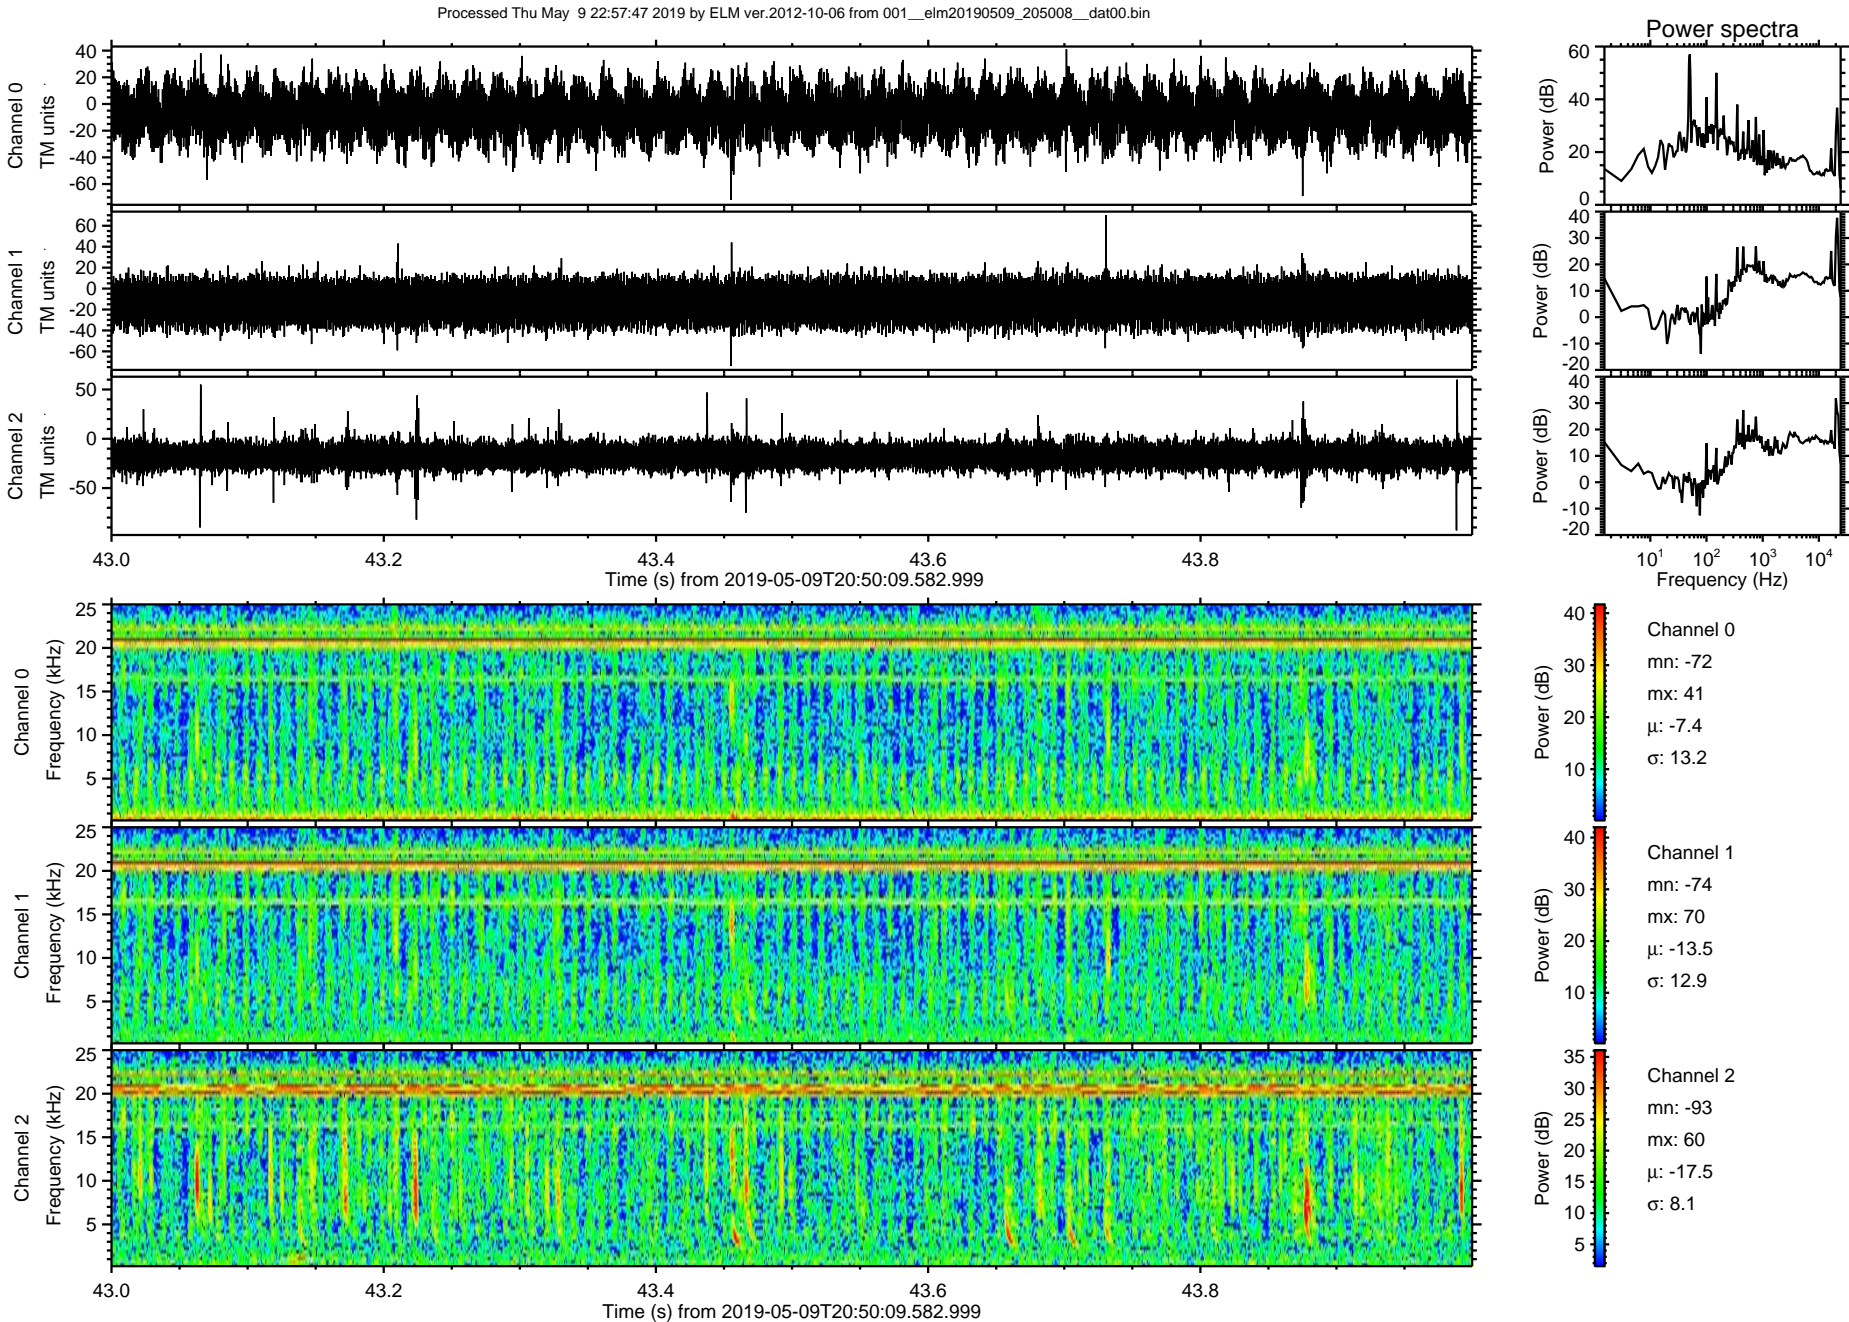 Processed Thu May  9 22:57:47 2019 by ELM ver.2012-10-06 from 001__elm20190509_205008__dat00.bin
Power spectra
Channel 0
TM units
40
20
0
-20
-40
-60
Power (dB)
60
40
20
0
Channel 1
TM units
60
40
20
0
-20
-40
-60
Power (dB)
40
30
20
10
0
-10
-20
Channel 2
TM units
50
0
-50
Power (dB)
40
30
20
10
0
-10
-20
43.0 43.2 43.4 43.6 43.8
Time (s) from 2019-05-09T20:50:09.582.999
10¹ 10² 10³ 10⁴
Frequency (Hz)
Channel 0
Frequency (kHz)
25
20
15
10
5
Power (dB)
40
30
20
10
Channel 0
mn: -72
mx: 41
μ: -7.4
σ: 13.2
Channel 1
Frequency (kHz)
25
20
15
10
5
Power (dB)
40
30
20
10
Channel 1
mn: -74
mx: 70
μ: -13.5
σ: 12.9
Channel 2
Frequency (kHz)
25
20
15
10
5
Power (dB)
35
30
25
20
15
10
5
Channel 2
mn: -93
mx: 60
μ: -17.5
σ: 8.1
43.0 43.2 43.4 43.6 43.8
Time (s) from 2019-05-09T20:50:09.582.999